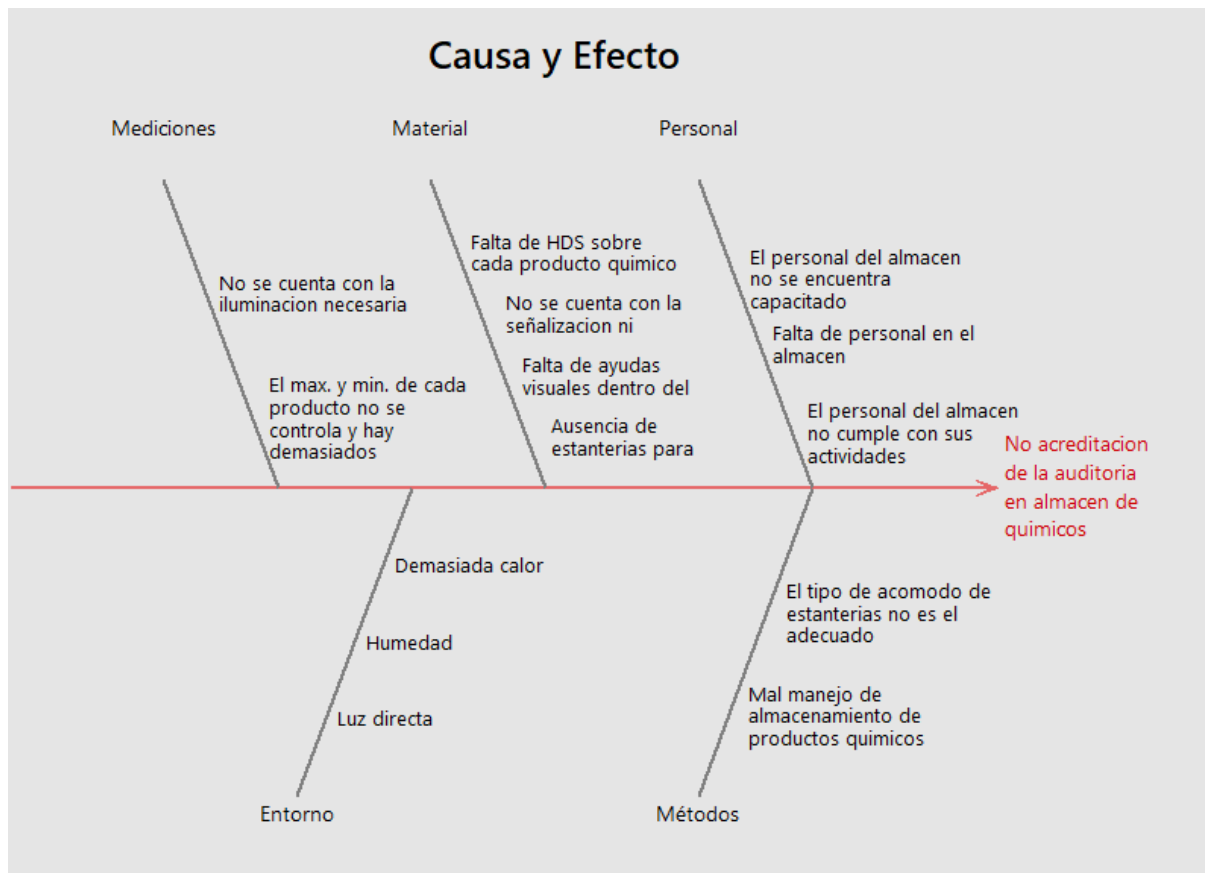 Causa y Efecto
Mediciones
Material
Personal
No se cuenta con la
iluminacion necesaria
El max. y min. de cada
producto no se
controla y hay
demasiados
Falta de HDS sobre
cada producto quimico
No se cuenta con la
señalizacion ni
Falta de ayudas
visuales dentro del
Ausencia de
estanterias para
El personal del almacen
no se encuentra
capacitado
Falta de personal en el
almacen
El personal del almacen
no cumple con sus
actividades
No acreditacion
de la auditoria
en almacen de
quimicos
Demasiada calor
Humedad
Luz directa
El tipo de acomodo de
estanterias no es el
adecuado
Mal manejo de
almacenamiento de
productos quimicos
Entorno
Métodos